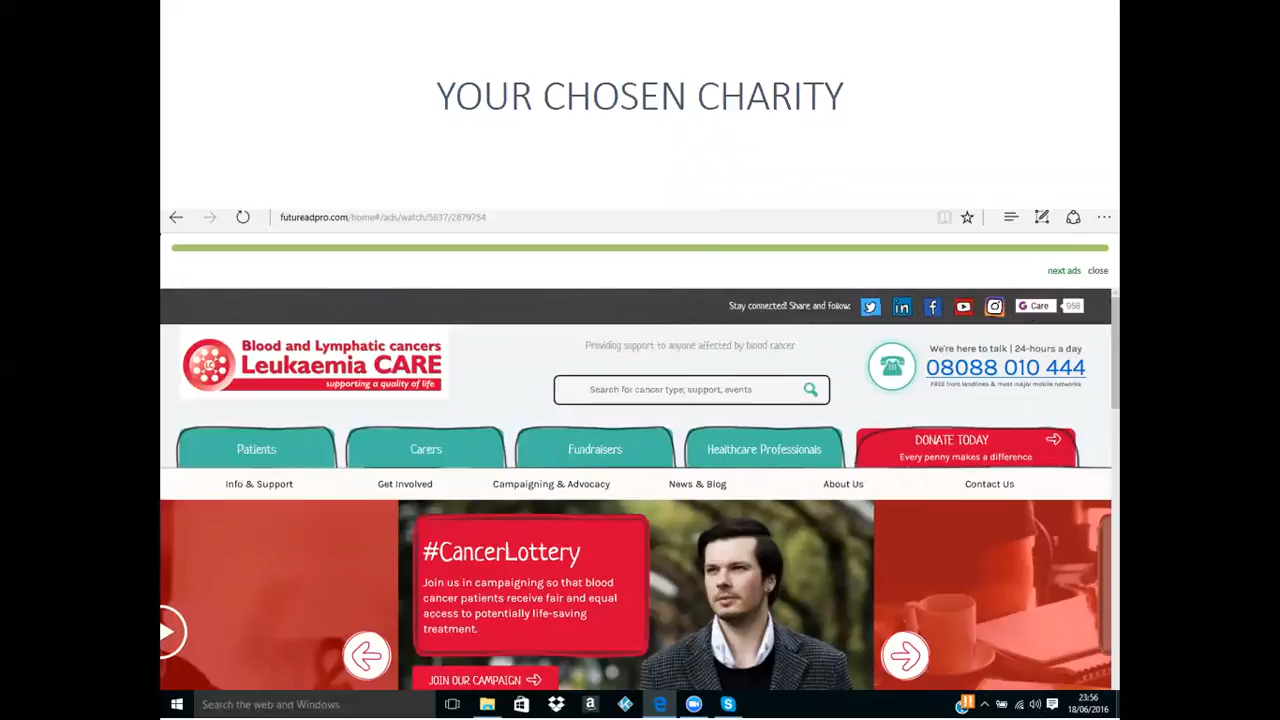 YOUR CHOSEN CHARITY
futureadpro.com/home#/ads/watch/5637/2879754
next ads close
Stay connected! Share and Follow:
Care 958
Blood and Lymphatic cancers
Leukaemia CARE
supporting a quality of life
Providing support to anyone affected by blood cancer
Search for cancer type, support, events
We're here to talk | 24-hours a day
08088 010 444
FREE from landlines & most major mobile networks
Patients
Carers
Fundraisers
Healthcare Professionals
DONATE TODAY
Every penny makes a difference
Info & Support
Get Involved
Campaigning & Advocacy
News & Blog
About Us
Contact Us
#CancerLottery
Join us in campaigning so that blood
cancer patients receive fair and equal
access to potentially life-saving
treatment.
JOIN OUR CAMPAIGN
Search the web and Windows
23:56
18/06/2016